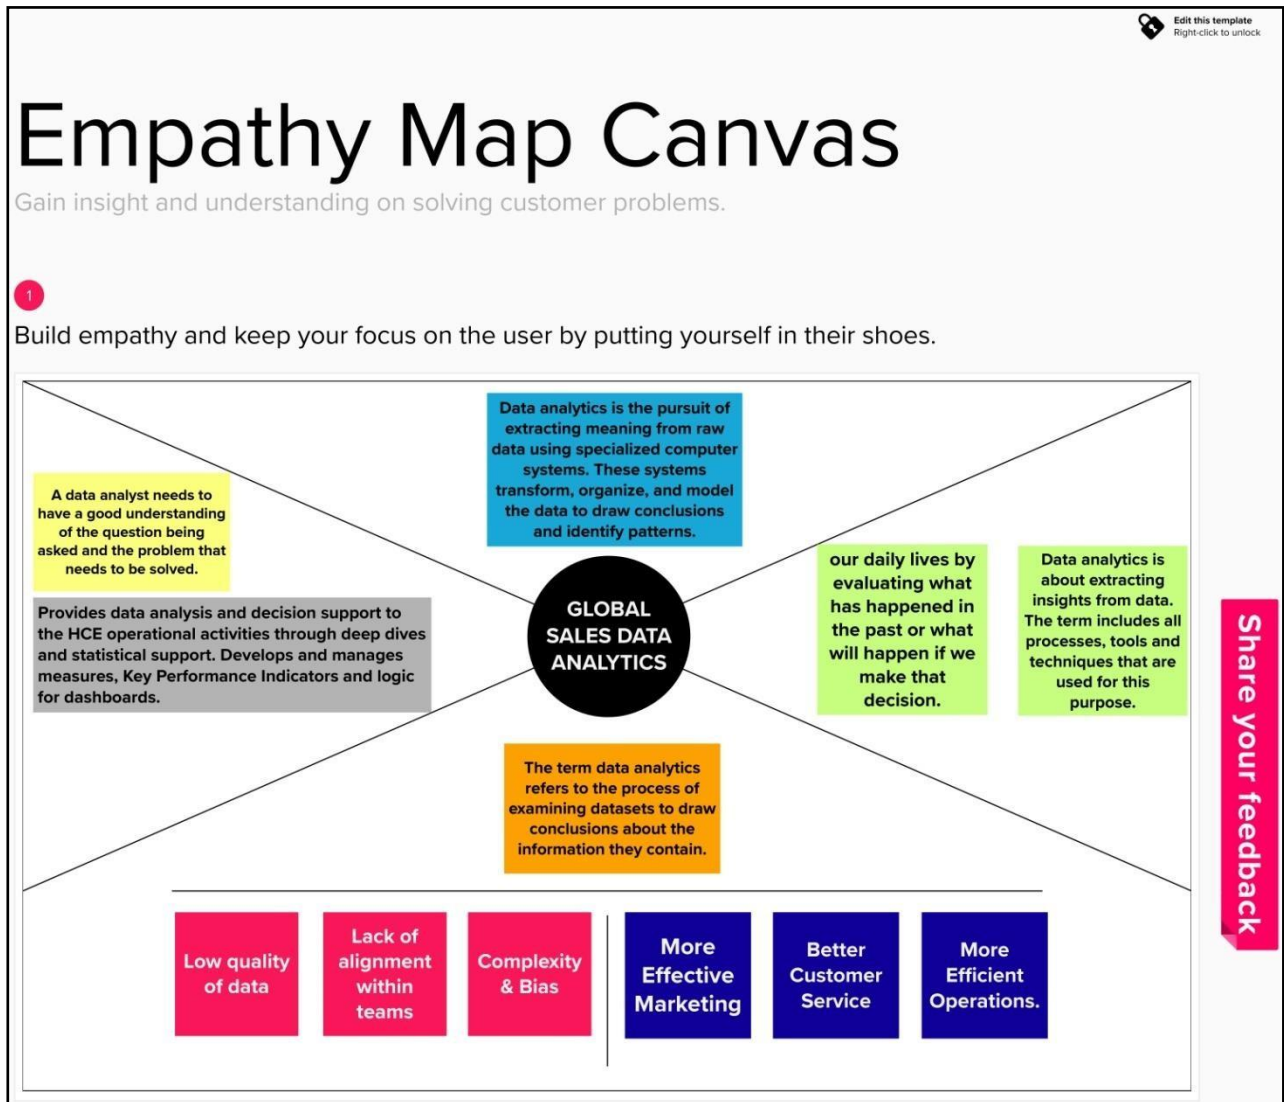 Edit this template
Right-click to unlock
Empathy Map Canvas
Gain insight and understanding on solving customer problems.
1
Build empathy and keep your focus on the user by putting yourself in their shoes.
Data analytics is the pursuit of
extracting meaning from raw
data using specialized computer
systems. These systems
transform, organize, and model
the data to draw conclusions
and identify patterns.
A data analyst needs to
have a good understanding
of the question being
asked and the problem that
needs to be solved.
Provides data analysis and decision support to
the HCE operational activities through deep dives
and statistical support. Develops and manages
measures, Key Performance Indicators and logic
for dashboards.
GLOBAL
SALES DATA
ANALYTICS
our daily lives by
evaluating what
has happened in
the past or what
will happen if we
make that
decision.
Data analytics is
about extracting
insights from data.
The term includes all
processes, tools and
techniques that are
used for this
purpose.
Share your feedback
The term data analytics
refers to the process of
examining datasets to draw
conclusions about the
information they contain.
Low quality
of data
Lack of
alignment
within
teams
Complexity
& Bias
More
Effective
Marketing
Better
Customer
Service
More
Efficient
Operations.